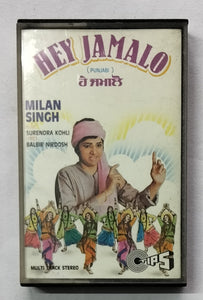 HEY JAMALO
(PUNJABI)
ਹੇ ਜਮਾਲੋ
MILAN
SINGH
SURENDRA KOHLI
BALBIR NIRDOSH
MULTI TRACK STEREO
TIPS